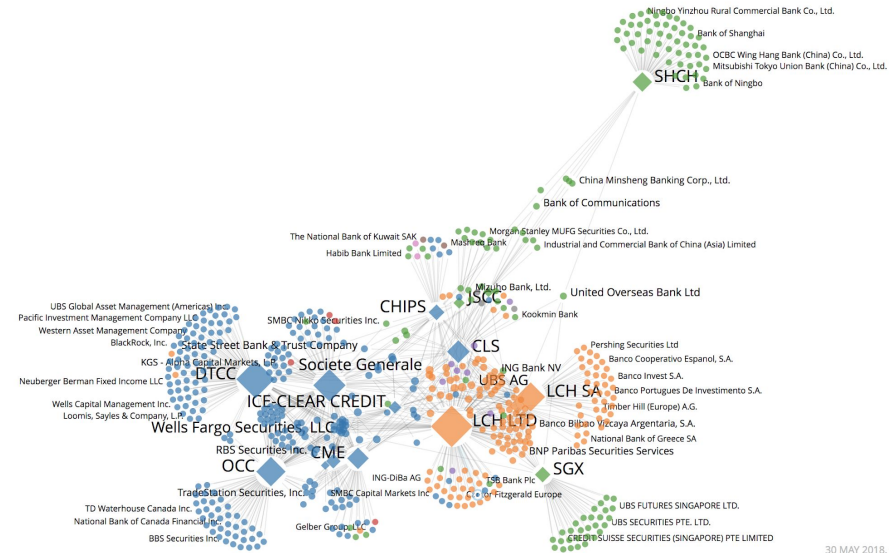 Ningbo Yinzhou Rural Commercial Bank Co., Ltd.
Bank of Shanghai
OCBC Wing Hang Bank (China) Co., Ltd.
Mitsubishi Tokyo Union Bank (China) Co., Ltd.
SHCH
Bank of Ningbo
China Minsheng Banking Corp., Ltd.
Bank of Communications
The National Bank of Kuwait SAK
Morgan Stanley MUFG Securities Co., Ltd.
Mashreq Bank
Industrial and Commercial Bank of China (Asia) Limited
Habib Bank Limited
Mizuho Bank, Ltd.
JSCC
United Overseas Bank Ltd
CHIPS
Kookmin Bank
UBS Global Asset Management (Americas) Inc.
Pacific Investment Management Company LLC
SMBC Nikko Securities Inc.
Western Asset Management Company
BlackRock, Inc.
State Street Bank & Trust Company
CLS
Pershing Securities Ltd
KGS - Alpha Capital Markets, L.P.
Societe Generale
ING Bank NV
Banco Cooperativo Espanol, S.A.
DTCC
UBS AG
Banco Invest S.A.
Neuberger Berman Fixed Income LLC
LCH SA
Banco Portugues De Investimento S.A.
ICE-CLEAR CREDIT
Wells Capital Management Inc.
Timber Hill (Europe) A.G.
Loomis, Sayles & Company, L.P.
LCH LTD
Banco Bilbao Vizcaya Argentaria, S.A.
Wells Fargo Securities, LLC
National Bank of Greece SA
RBS Securities Inc.
CME
BNP Paribas Securities Services
OCC
SGX
ING-DiBa AG
TSB Bank Plc
TradeStation Securities, Inc.
SMBC Capital Markets Inc
Fitzgerald Europe
TD Waterhouse Canada Inc.
UBS FUTURES SINGAPORE LTD.
National Bank of Canada Financial Inc.
Gelber Group, LLC
UBS SECURITIES PTE. LTD.
BBS Securities Inc.
CREDIT SUISSE SECURITIES (SINGAPORE) PTE LIMITED
30 MAY 2018.